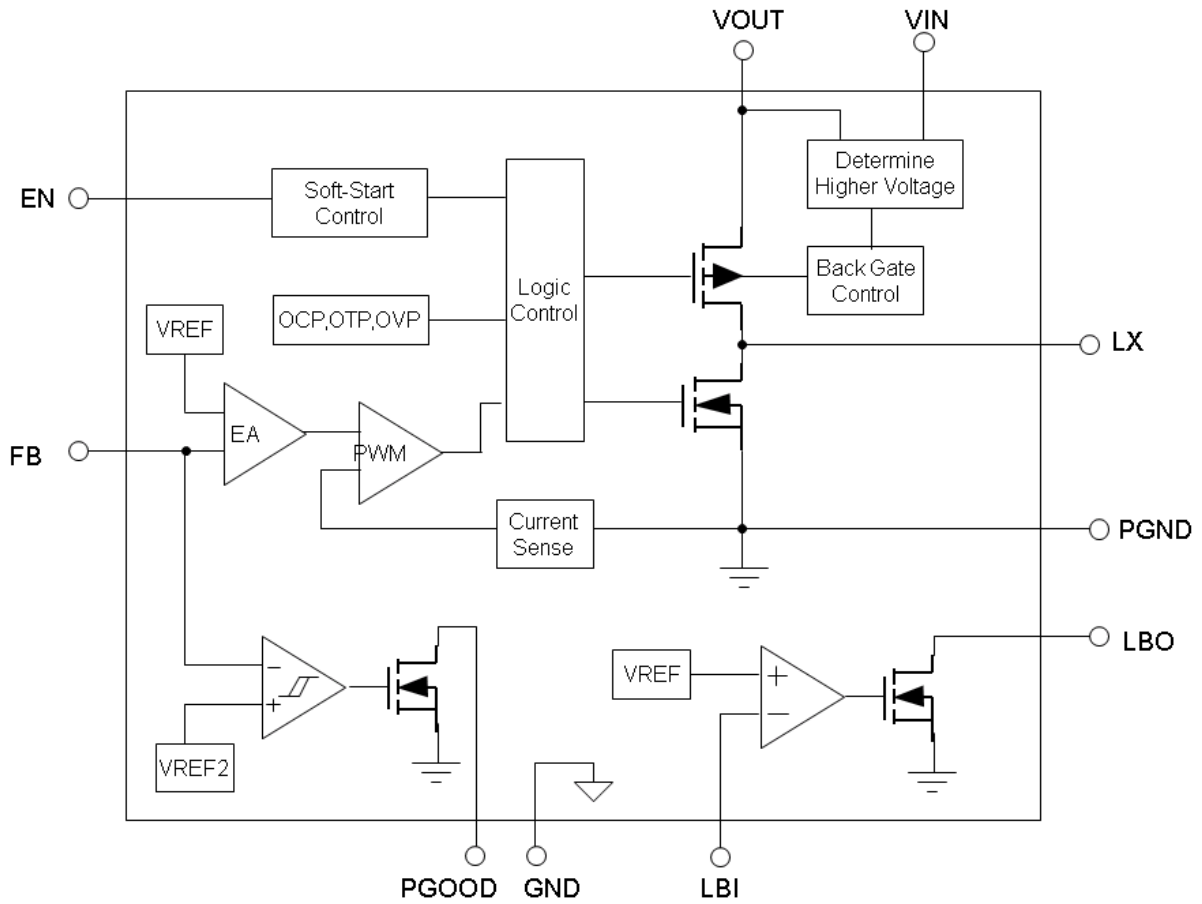 VOUT
VIN
Determine
Higher Voltage
EN
Soft-Start
Control
Back Gate
Control
Logic
Control
OCP,OTP,OVP
VREF
LX
EA
PWM
FB
Current
Sense
PGND
LBO
VREF
+
−
−
+
VREF2
PGOOD
GND
LBI